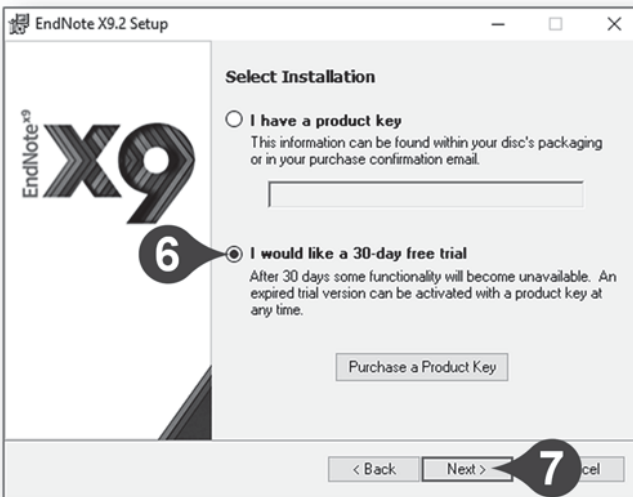 EndNote X9.2 Setup
Select Installation
I have a product key
This information can be found within your disc's packaging
or in your purchase confirmation email.
EndNote x9
X9
6
I would like a 30-day free trial
After 30 days some functionality will become unavailable. An
expired trial version can be activated with a product key at
any time.
Purchase a Product Key
< Back
Next >
7
cel